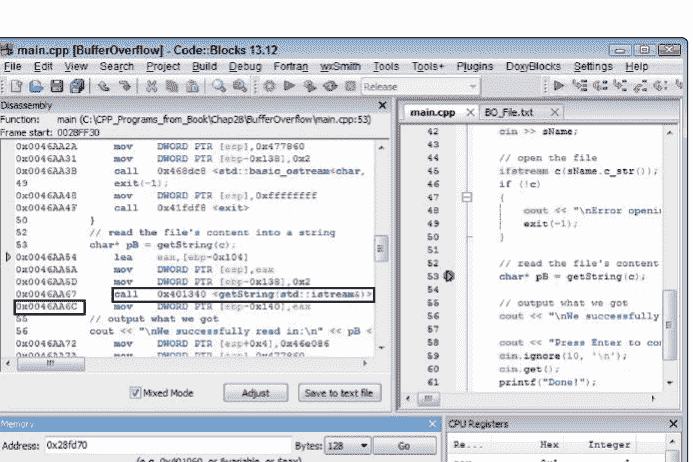 main.cpp [BufferOverflow] - Code::Blocks 13.12
File Edit View Search Project Build Debug Fortran wxSmith Tools Tools+ Plugins DoxyBlocks Settings Help
Release
Disassembly
Function: main (C:\CPP_Programs_from_Book\Chap28\BufferOverflow\main.cpp:53)
Frame start: 0028FF30
0x0046AA2A mov DWORD PTR [esp],0x477860
0x0046AA31 mov DWORD PTR [ebp-0x138],0x2
0x0046AA3B call 0x468dc8 <std::basic_ostream<char,
49 exit(-1);
mov DWORD PTR [esp],0xffffffff
0x0046AA4F call 0x41fdf8 <exit>
50 }
52 // read the file's content into a string
53 char* pB = getString(c);
0x0046AA54 lea eax,[ebp-0x104]
0x0046AA5A mov DWORD PTR [esp],eax
0x0046AA5D mov DWORD PTR [ebp-0x138],0x2
0x0046AA67 call 0x401340 <getString(std::istream&)>
0x0046AA6C mov DWORD PTR [ebp-0x140],eax
55 // output what we got
56 cout << "\nWe successfully read in:\n" << pB <
0x0046AA72 mov DWORD PTR [esp+0x4],0x46e086
Mixed Mode
Adjust
Save to text file
main.cpp
BO_File.txt
42 cin >> sName;
43
44 // open the file
45 ifstream c(sName.c_str());
46 if (!c)
47 {
48 cout << "\nError openi
49 exit(-1);
50 }
51
52 // read the file's content
53 char* pB = getString(c);
54
55 // output what we got
56 cout << "\nWe successfully
57
58 cout << "Press Enter to con
59 cin.ignore(10, '\n');
60 cin.get();
61 printf("Done!");
Memory
Address: 0x28fd70
Bytes: 128
Go
CPU Registers
Re... Hex Integer